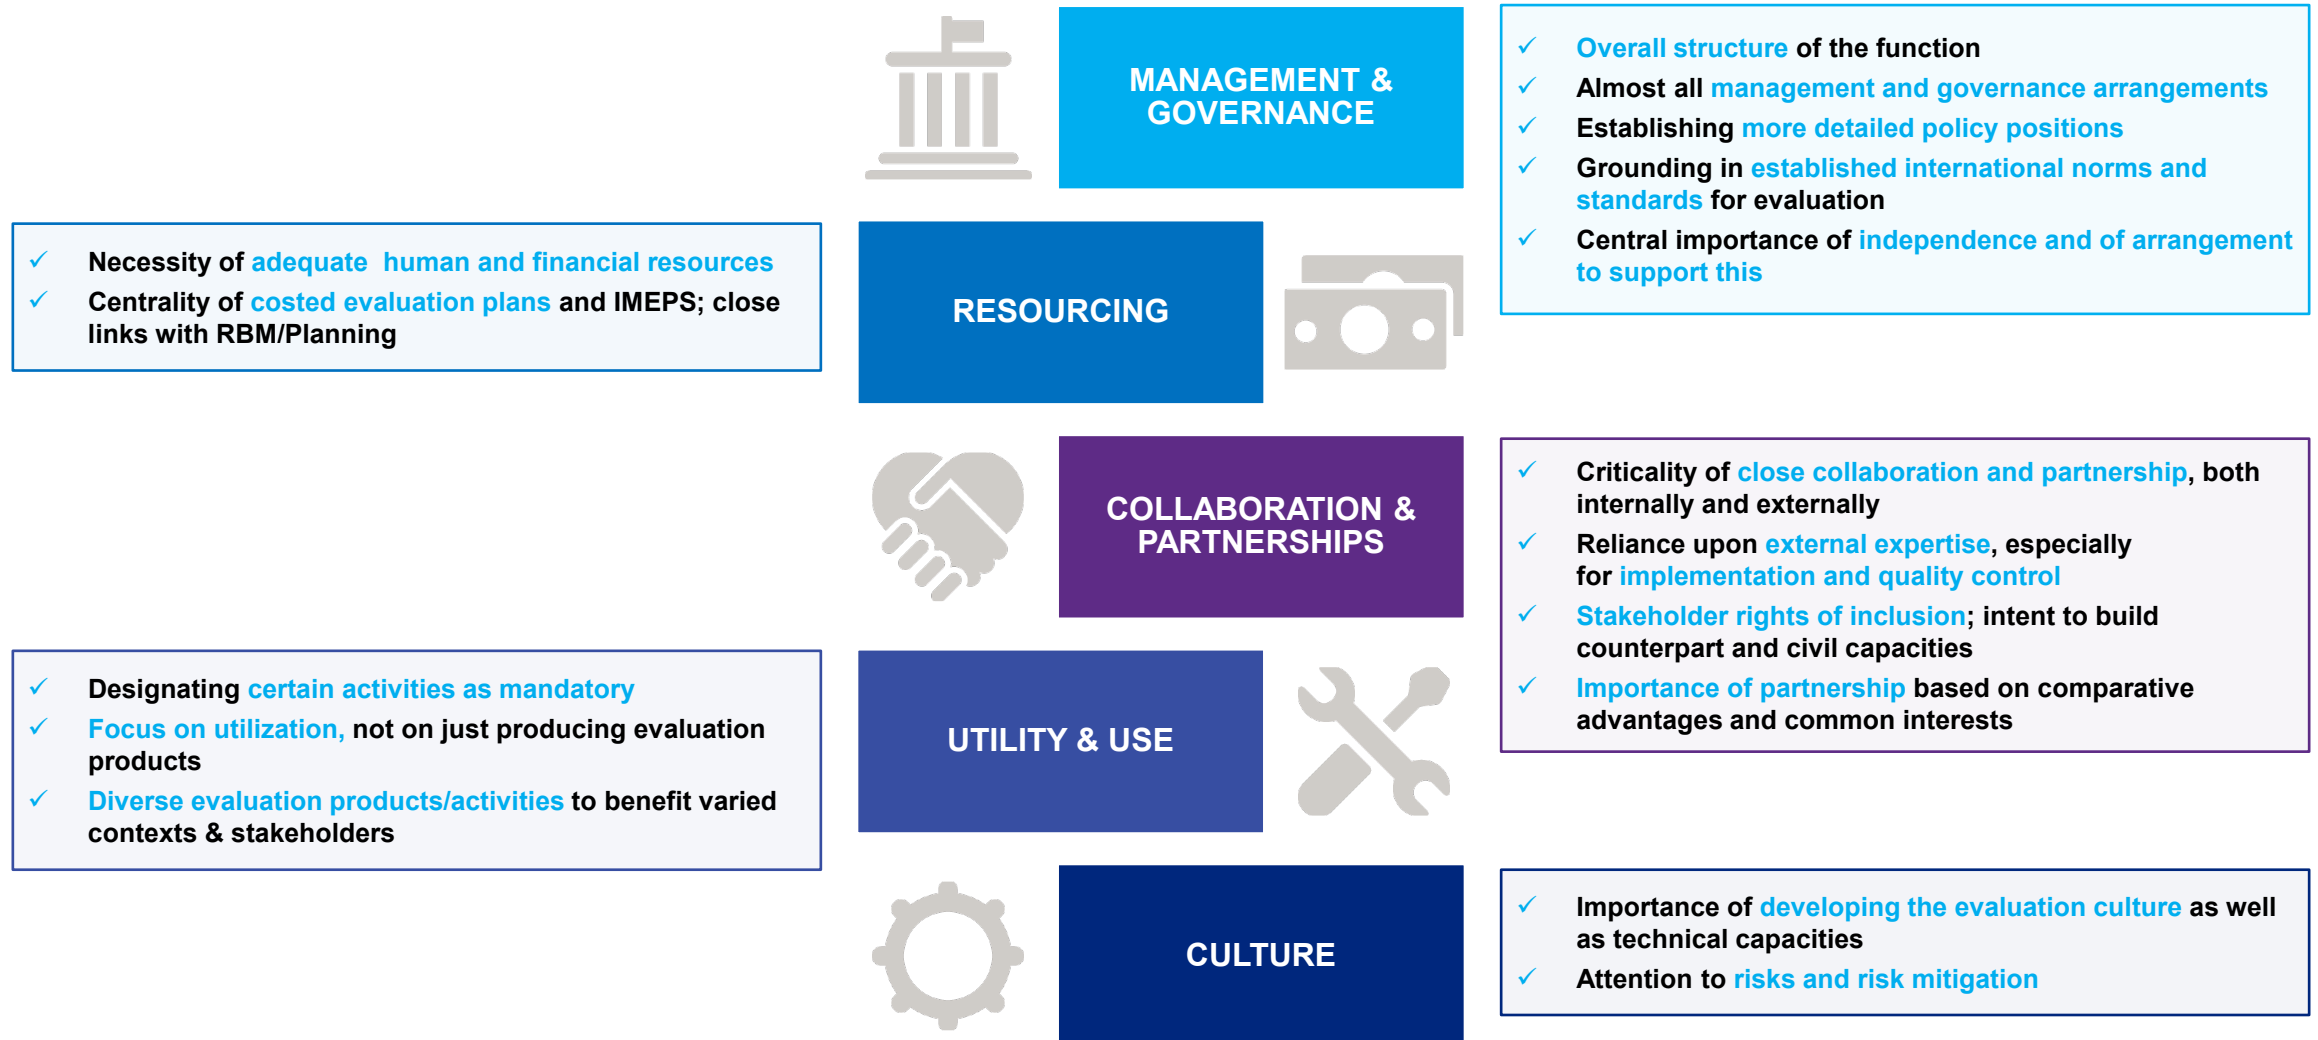 MANAGEMENT &
GOVERNANCE
✓ Overall structure of the function
✓ Almost all management and governance arrangements
✓ Establishing more detailed policy positions
✓ Grounding in established international norms and
standards for evaluation
✓ Central importance of independence and of arrangement
to support this
RESOURCING
✓ Necessity of adequate  human and financial resources
✓ Centrality of costed evaluation plans and IMEPS; close
links with RBM/Planning
COLLABORATION &
PARTNERSHIPS
✓ Criticality of close collaboration and partnership, both
internally and externally
✓ Reliance upon external expertise, especially
for implementation and quality control
✓ Stakeholder rights of inclusion; intent to build
counterpart and civil capacities
✓ Importance of partnership based on comparative
advantages and common interests
UTILITY & USE
✓ Designating certain activities as mandatory
✓ Focus on utilization, not on just producing evaluation
products
✓ Diverse evaluation products/activities to benefit varied
contexts & stakeholders
CULTURE
✓ Importance of developing the evaluation culture as well
as technical capacities
✓ Attention to risks and risk mitigation